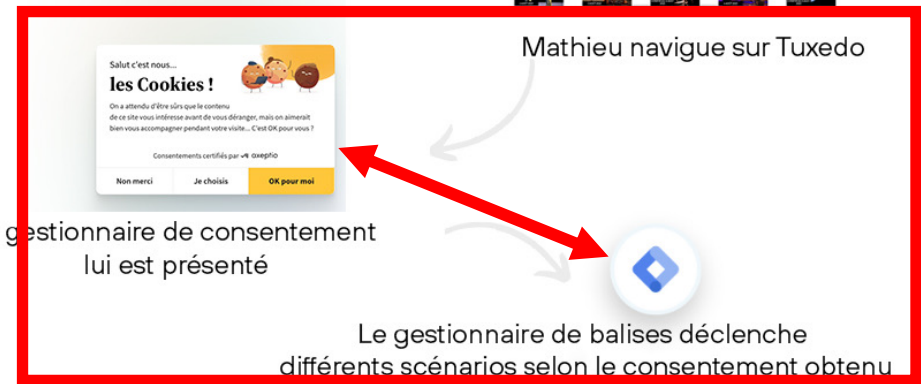 Mathieu navigue sur Tuxedo
Salut c'est nous...
les Cookies !
On a attendu d'être sûrs que le contenu
de ce site vous intéresse avant de vous déranger, mais on aimerait
bien vous accompagner pendant votre visite... C'est OK pour vous ?
Consentements certifiés par axeptio
Non merci Je choisis OK pour moi
gestionnaire de consentement
lui est présenté
Le gestionnaire de balises déclenche
différents scénarios selon le consentement obtenu